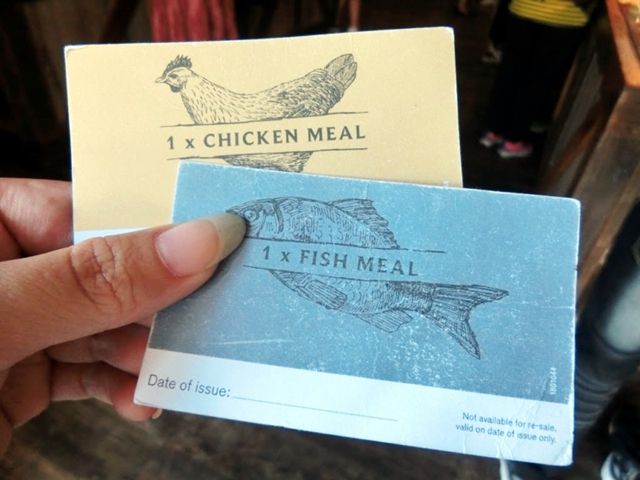 1 x CHICKEN MEAL
1 x FISH MEAL
Date of issue:
Not available for re-sale,
valid on date of issue only.